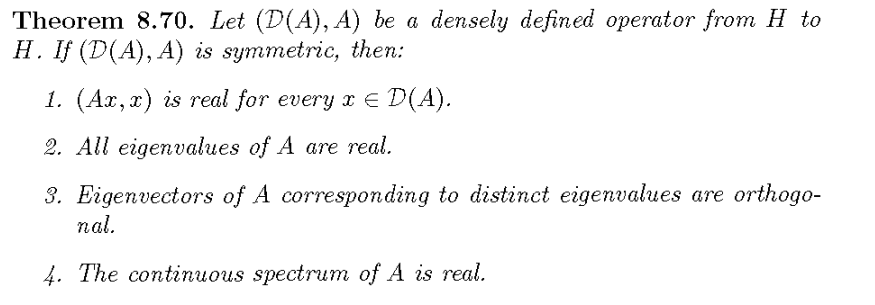 Theorem 8.70. Let (𝒟(A), A) be a densely defined operator from H to
H. If (𝒟(A), A) is symmetric, then:
1. (Ax, x) is real for every x ∈ 𝒟(A).
2. All eigenvalues of A are real.
3. Eigenvectors of A corresponding to distinct eigenvalues are orthogo-
nal.
4. The continuous spectrum of A is real.